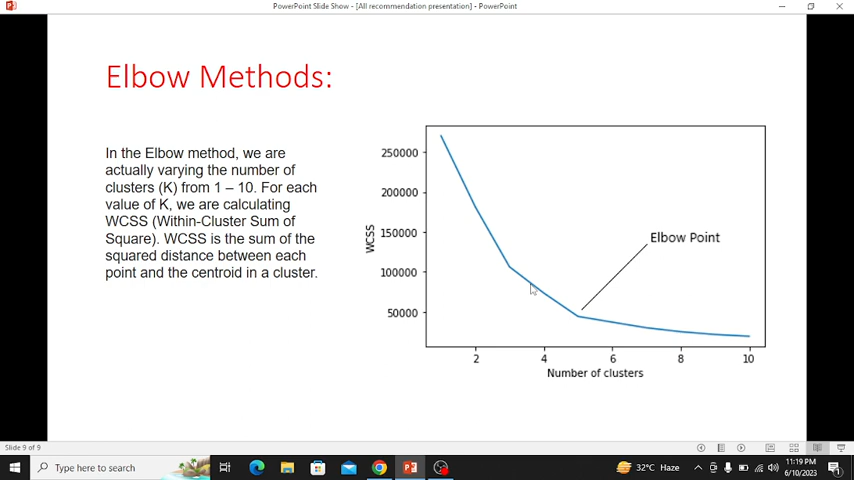 PowerPoint Slide Show - [All recommendation presentation] - PowerPoint
Elbow Methods:
In the Elbow method, we are
actually varying the number of
clusters (K) from 1 – 10. For each
value of K, we are calculating
WCSS (Within-Cluster Sum of
Square). WCSS is the sum of the
squared distance between each
point and the centroid in a cluster.
250000
200000
150000
100000
50000
WCSS
Elbow Point
2 4 6 8 10
Number of clusters
Slide 9 of 9
Type here to search
32°C Haze
11:19 PM
6/10/2023